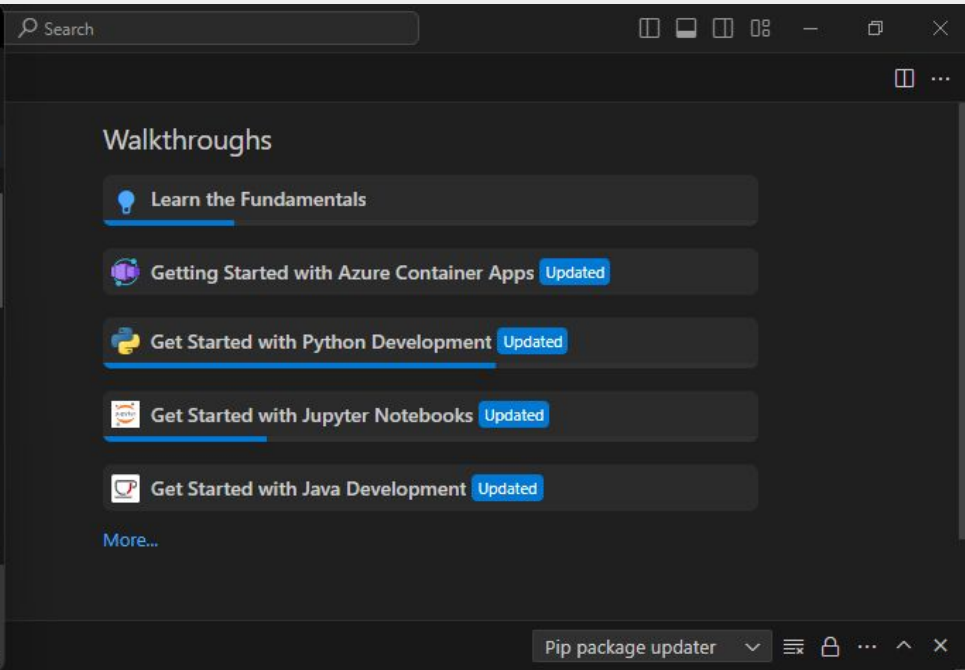 Search
Walkthroughs
Learn the Fundamentals
Getting Started with Azure Container Apps Updated
Get Started with Python Development Updated
Get Started with Jupyter Notebooks Updated
Get Started with Java Development Updated
More...
Pip package updater